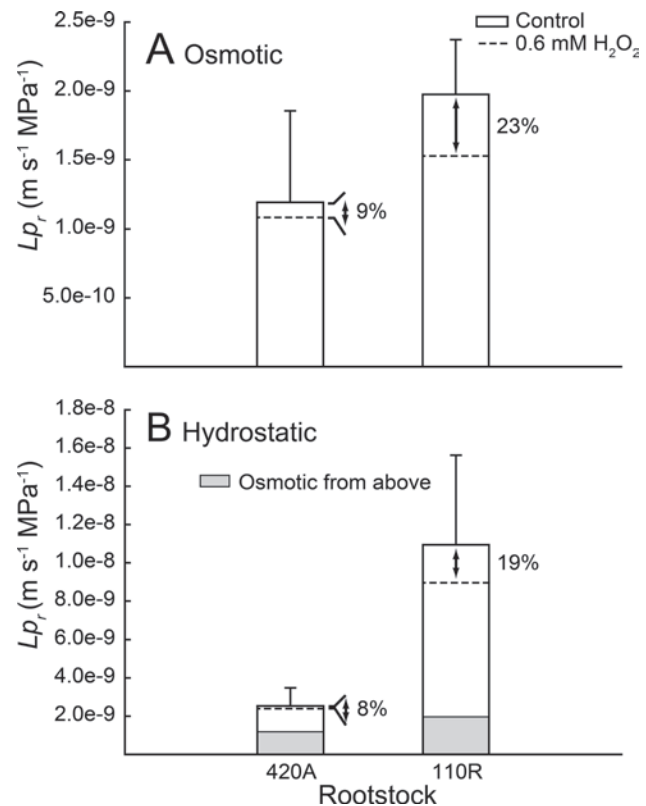 A Osmotic
Control
0.6 mM H₂O₂
Lpᵣ (m s⁻¹ MPa⁻¹)
2.5e-9
2.0e-9
1.5e-9
1.0e-9
5.0e-10
9%
23%
B Hydrostatic
Osmotic from above
Lpᵣ (m s⁻¹ MPa⁻¹)
1.8e-8
1.6e-8
1.4e-8
1.2e-8
1.0e-8
8.0e-9
6.0e-9
4.0e-9
2.0e-9
8%
19%
420A
110R
Rootstock